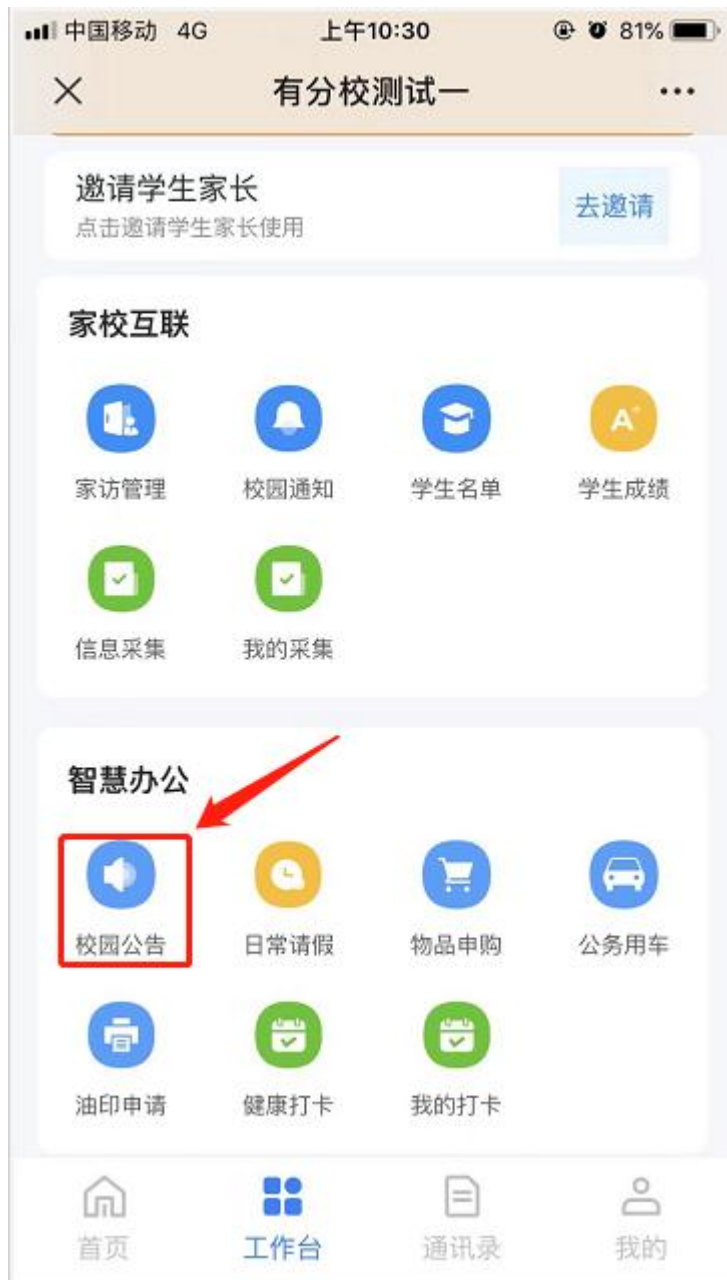 中国移动 4G 上午10:30 81%
有分校测试一
邀请学生家长
点击邀请学生家长使用
去邀请
家校互联
A+
家访管理 校园通知 学生名单 学生成绩
信息采集 我的采集
智慧办公
校园公告 日常请假 物品申购 公务用车
油印申请 健康打卡 我的打卡
首页 工作台 通讯录 我的